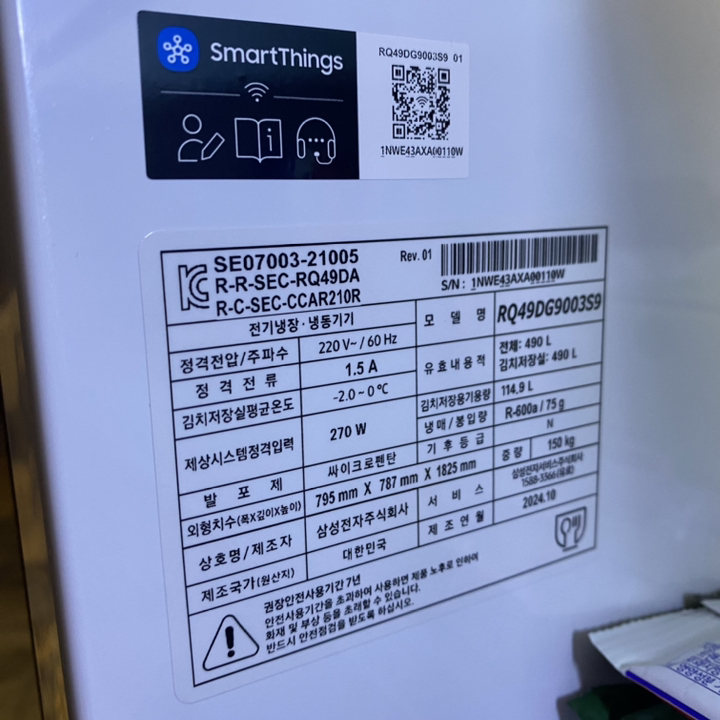 SmartThings
RQ49DG9003S9 01
1NWE43AXA00110W
SE07003-21005
R-R-SEC-RQ49DA
R-C-SEC-CCAR210R
Rev. 01
S/N : 1NWE43AXA00110W
전기냉장·냉동기기
모 델 명 RQ49DG9003S9
정격전압/주파수 220 V~ / 60 Hz
유효내용적 전체: 490 L
김치저장실: 490 L
정 격 전 류 1.5 A
김치저장실평균온도 -2.0 ~ 0 ℃
김치저장용기용량 114.9 L
냉매/봉입량 R-600a / 75 g
제상시스템정격입력 270 W
기 후 등 급 N
발 포 제 싸이크로펜탄
중 량 150 kg
외형치수(폭X깊이X높이) 795 mm X 787 mm X 1825 mm
서 비 스 삼성전자서비스주식회사
1588-3366(유료)
상호명/제조자 삼성전자주식회사
제 조 연 월 2024.10
제조국가(원산지) 대한민국
권장안전사용기간 7년
안전사용기간을 초과하여 사용하면 제품 노후로 인하여
화재 및 부상 등을 초래할 수 있습니다.
반드시 안전점검을 받도록 하십시오.